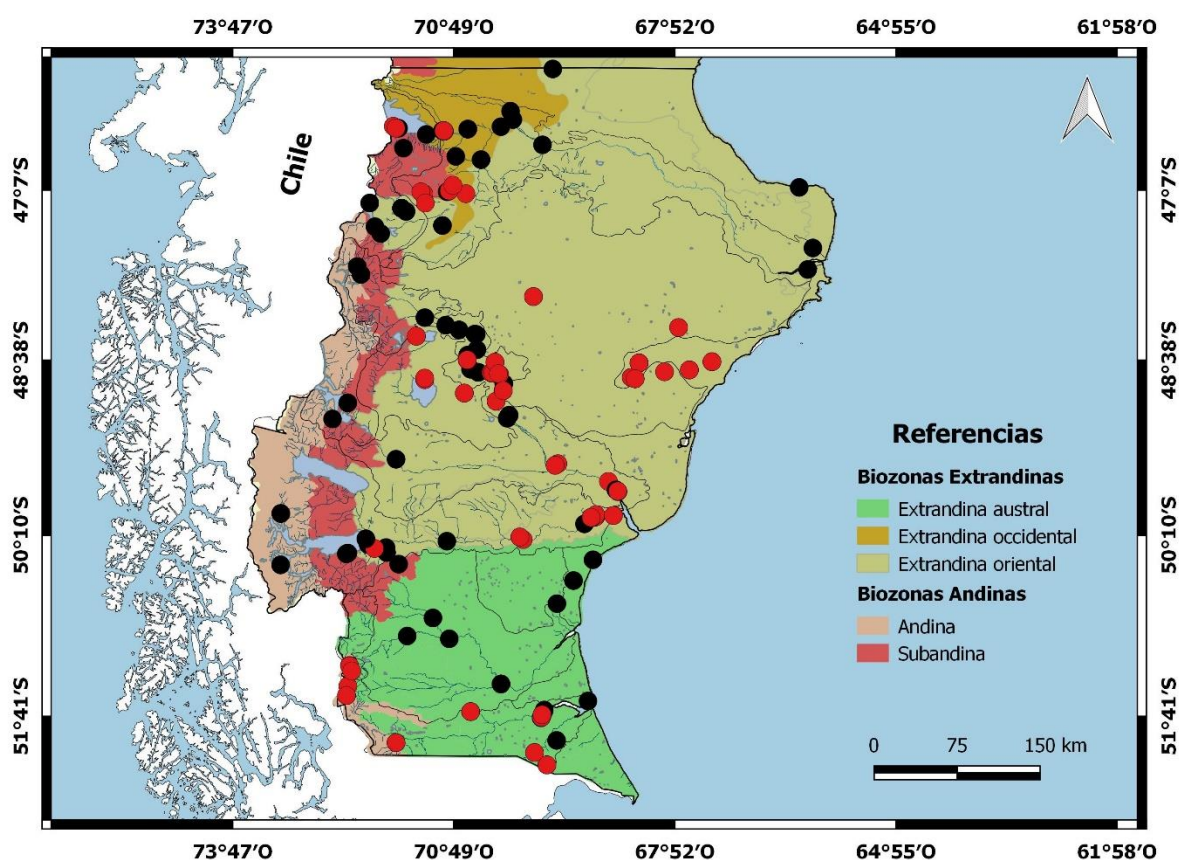 73°47'O 70°49'O 67°52'O 64°55'O 61°58'O
Chile
47°7'S 47°7'S
48°38'S 48°38'S
50°10'S 50°10'S
51°41'S 51°41'S
Referencias
Biozonas Extrandinas
Extrandina austral
Extrandina occidental
Extrandina oriental
Biozonas Andinas
Andina
Subandina
0 75 150 km
73°47'O 70°49'O 67°52'O 64°55'O 61°58'O